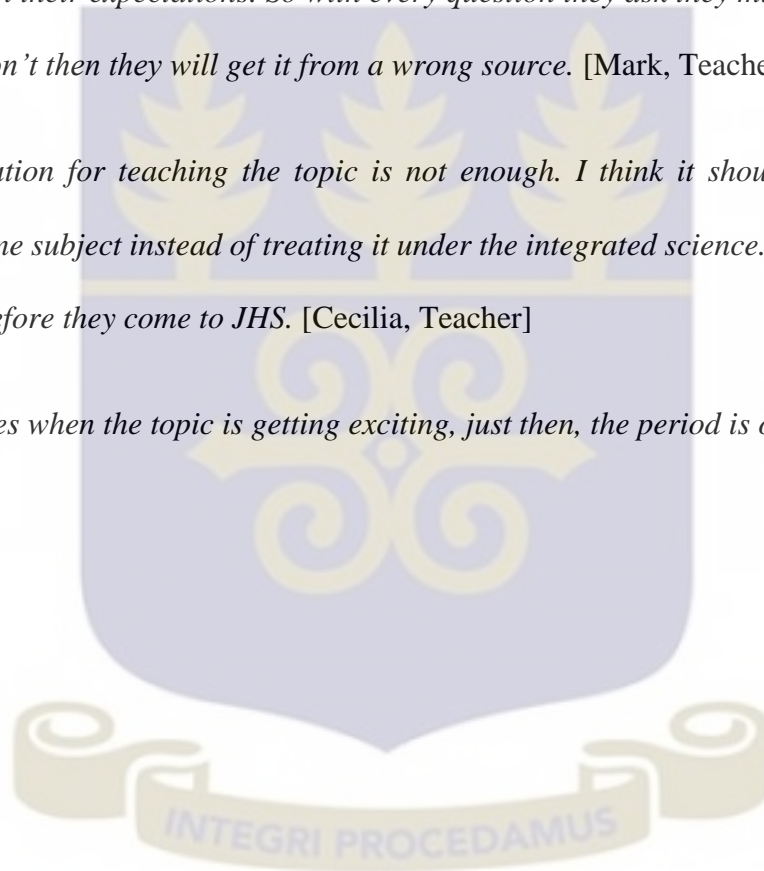 their expectations. So with every question they ask they
on't then they will get it from a wrong source. [Mark,
ution for teaching the topic is not enough. I think it
ne subject instead of treating it under the integrated science.
efore they come to JHS. [Cecilia, Teacher]
es when the topic is getting exciting, just then, the period is
INTEGRI PROCEDAMUS